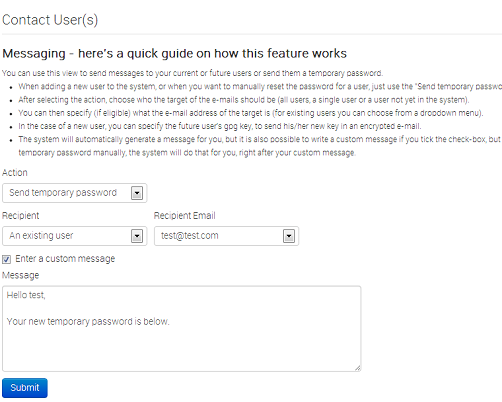 Contact User(s)
Messaging - here's a quick guide on how this feature works
You can use this view to send messages to your current or future users or send them a temporary password.
When adding a new user to the system, or when you want to manually reset the password for a user, just use the "Send temporary
After selecting the action, choose who the target of the e-mails should be (all users, a single user or a user not yet in the system).
You can then specify (if eligible) what the e-mail address of the target is (for existing users you can choose from a dropdown menu).
In the case of a new user, you can specify the future user's gpg key, to send his/her new key in an encrypted e-mail.
The system will automatically generate a message for you, but it is also possible to write a custom message if you tick the check-box, but
temporary password manually, the system will do that for you, right after your custom message.
Action
Send temporary password
Recipient Recipient Email
An existing user test@test.com
Enter a custom message
Message
Hello test,
Your new temporary password is below.
Submit